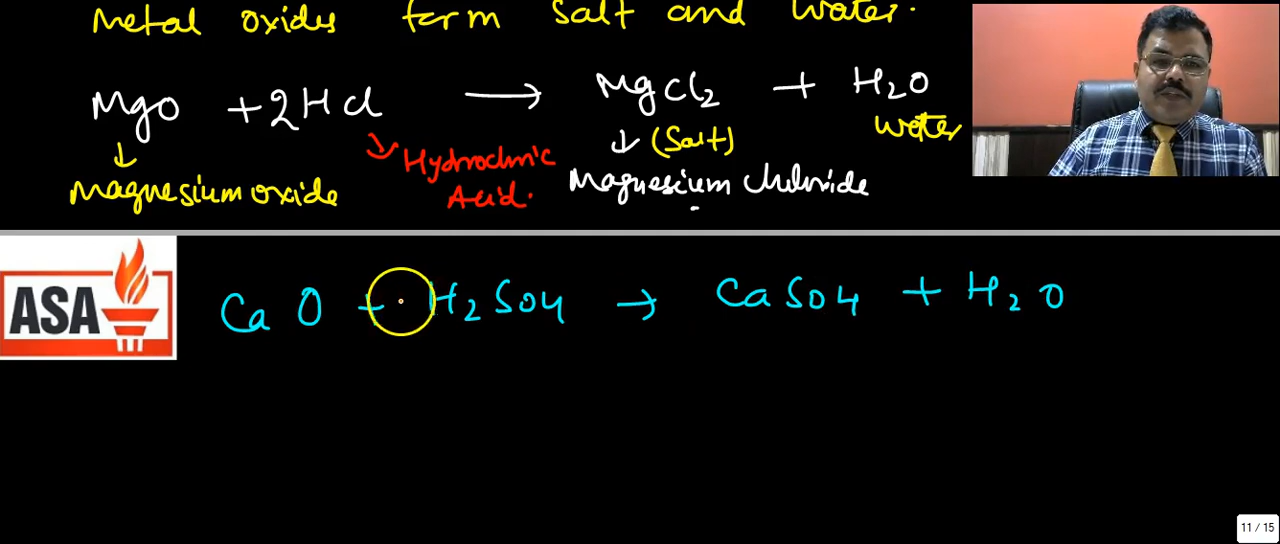 Metal oxides form Salt and Water.
MgO + 2HCl → MgCl2 + H2O
↓ Magnesium oxide
↘ Hydrochric Acid.
↓ (Salt)
Magnesium Chloride
Water
ASA
CaO + H2SO4 → CaSO4 + H2O
11 / 15